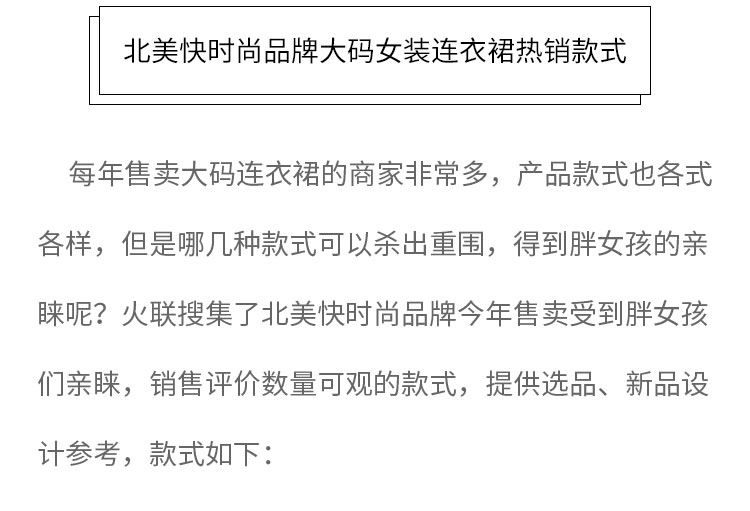 北美快时尚品牌大码女装连衣裙热销款式
每年售卖大码连衣裙的商家非常多，产品款式也各式
各样，但是哪几种款式可以杀出重围，得到胖女孩的亲
睐呢？火联搜集了北美快时尚品牌今年售卖受到胖女孩
们亲睐，销售评价数量可观的款式，提供选品、新品设
计参考，款式如下：